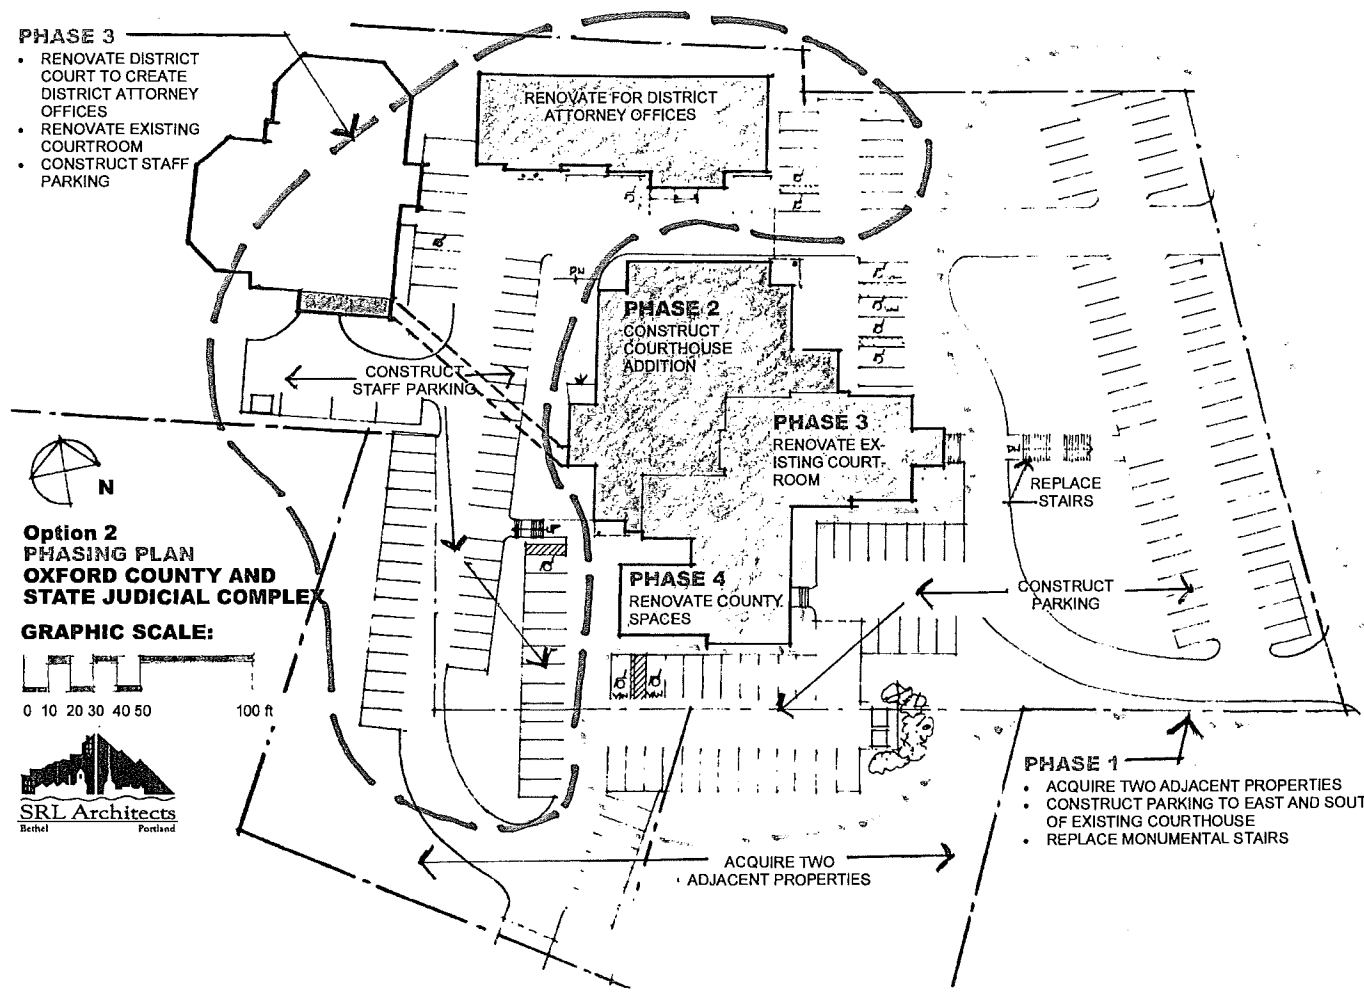 PHASE 3
• RENOVATE DISTRICT
COURT TO CREATE
DISTRICT ATTORNEY
OFFICES
• RENOVATE EXISTING
COURTROOM
• CONSTRUCT STAFF
PARKING
RENOVATE FOR DISTRICT
ATTORNEY OFFICES
DN
PHASE 2
CONSTRUCT
COURTHOUSE
ADDITION
CONSTRUCT
STAFF PARKING
PHASE 3
RENOVATE EX-
ISTING COURT-
ROOM
DN
REPLACE
STAIRS
N
Option 2
PHASING PLAN
OXFORD COUNTY AND
STATE JUDICIAL COMPLEX
GRAPHIC SCALE:
0 10 20 30 40 50 100 ft
SRL Architects
Bethel Portland
PHASE 4
RENOVATE COUNTY
SPACES
CONSTRUCT
PARKING
VAN VAN
PHASE 1
• ACQUIRE TWO ADJACENT PROPERTIES
• CONSTRUCT PARKING TO EAST AND SOUT
OF EXISTING COURTHOUSE
• REPLACE MONUMENTAL STAIRS
ACQUIRE TWO
ADJACENT PROPERTIES